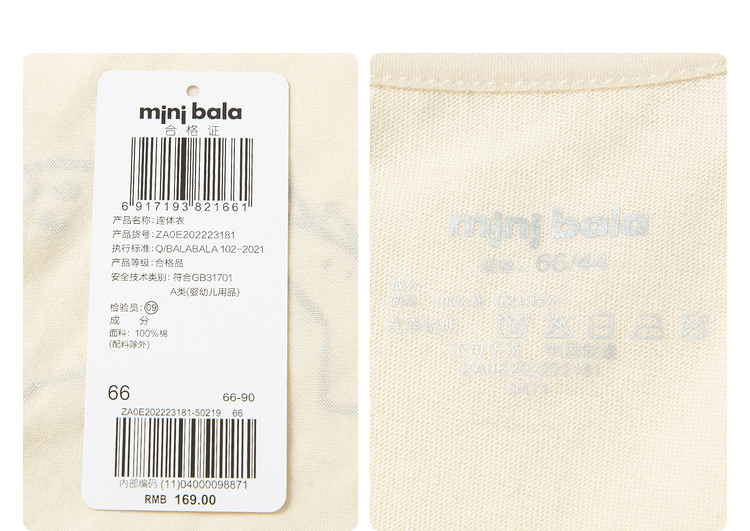 mini bala
合格证
6 917193 821661
产品名称: 连体衣
产品货号: ZA0E202223181
执行标准: Q/BALABALA 102-2021
产品等级: 合格品
安全技术类别: 符合GB31701
A类(婴幼儿用品)
检验员: 09
成 分
面料: 100%棉
(配料除外)
66 66-90
ZA0E202223181-50219 66
内部编码 (11)04000098871
RMB 169.00
mini bala
66/44
ZA0E202223181